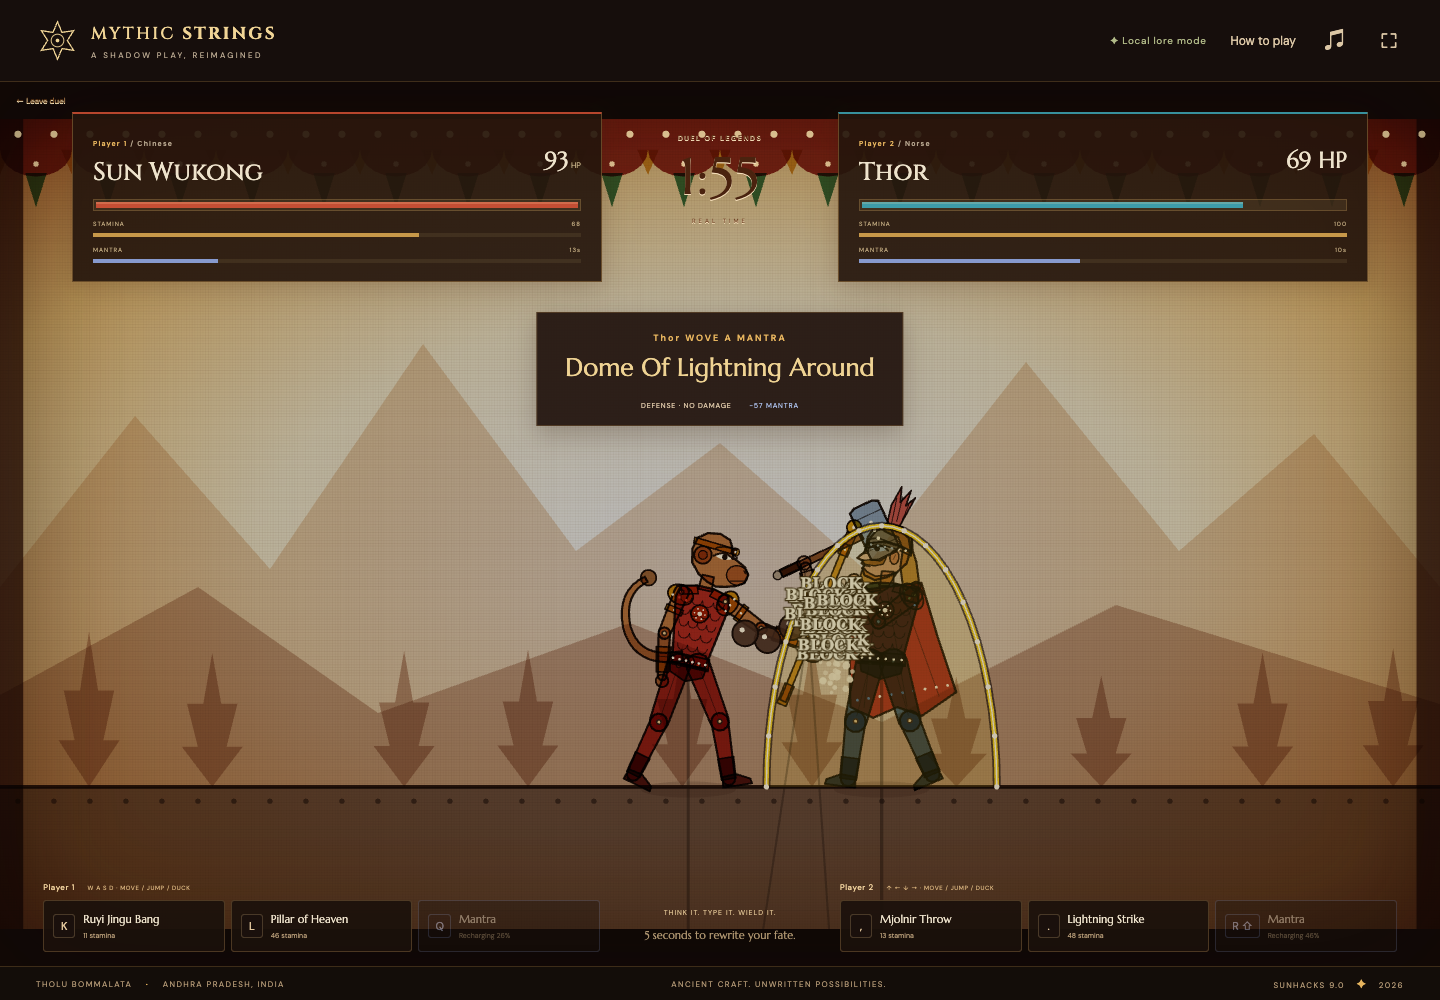 MYTHIC STRINGS
A SHADOW PLAY, REIMAGINED
✦ Local lore mode
How to play
← Leave duel
Player 1 / Chinese
SUN WUKONG
93 HP
STAMINA 68
MANTRA 13s
DUEL OF LEGENDS
1:55
REAL TIME
Player 2 / Norse
THOR
69 HP
STAMINA 100
MANTRA 10s
Thor WOVE A MANTRA
Dome Of Lightning Around
DEFENSE · NO DAMAGE -57 MANTRA
BLOCK
BLOCK
BLOCK
BLOCK
BLOCK
Player 1 W A S D · MOVE / JUMP / DUCK
K Ruyi Jingu Bang
11 stamina
L Pillar of Heaven
46 stamina
Q Mantra
Recharging 26%
THINK IT. TYPE IT. WIELD IT.
5 seconds to rewrite your fate.
Player 2 ↑ ← ↓ → · MOVE / JUMP / DUCK
, Mjolnir Throw
13 stamina
. Lightning Strike
48 stamina
R ⇧ Mantra
Recharging 46%
THOLU BOMMALATA · ANDHRA PRADESH, INDIA
ANCIENT CRAFT. UNWRITTEN POSSIBILITIES.
SUNHACKS 9.0 ✦ 2026